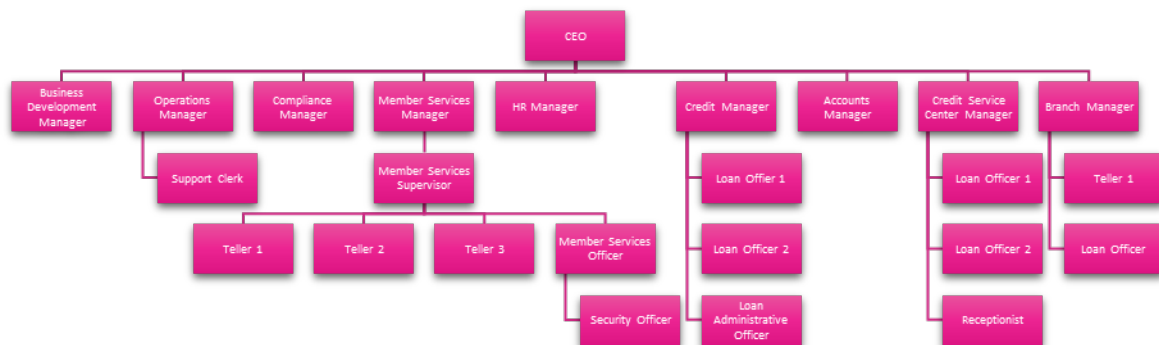 CEO
Business
Development
Manager
Operations
Manager
Compliance
Manager
Member Services
Manager
HR Manager
Credit Manager
Accounts
Manager
Credit Service
Center Manager
Branch Manager
Support Clerk
Member Services
Supervisor
Loan Offier 1
Loan Officer 1
Teller 1
Teller 1
Teller 2
Teller 3
Member Services
Officer
Loan Officer 2
Loan Officer 2
Loan Officer
Security Officer
Loan
Administrative
Officer
Receptionist